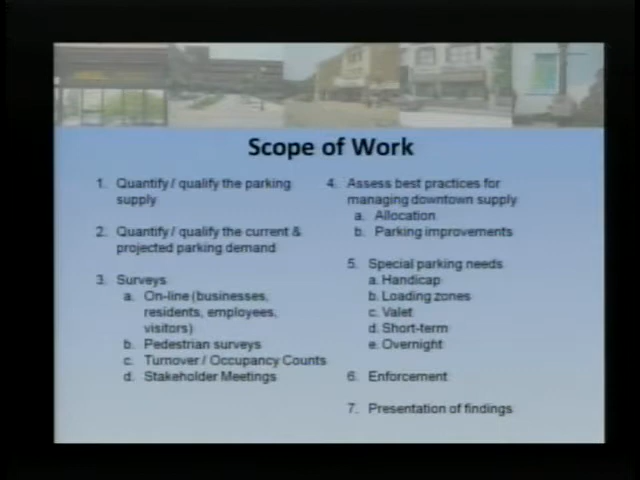 Scope of Work
1. Quantify / qualify the parking
supply
2. Quantify / qualify the current &
projected parking demand
3. Surveys
a. On-line (businesses,
residents, employees,
visitors)
b. Pedestrian surveys
c. Turnover / Occupancy Counts
d. Stakeholder Meetings
4. Assess best practices for
managing downtown supply
a. Allocation
b. Parking improvements
5. Special parking needs
a. Handicap
b. Loading zones
c. Valet
d. Short-term
e. Overnight
6. Enforcement
7. Presentation of findings